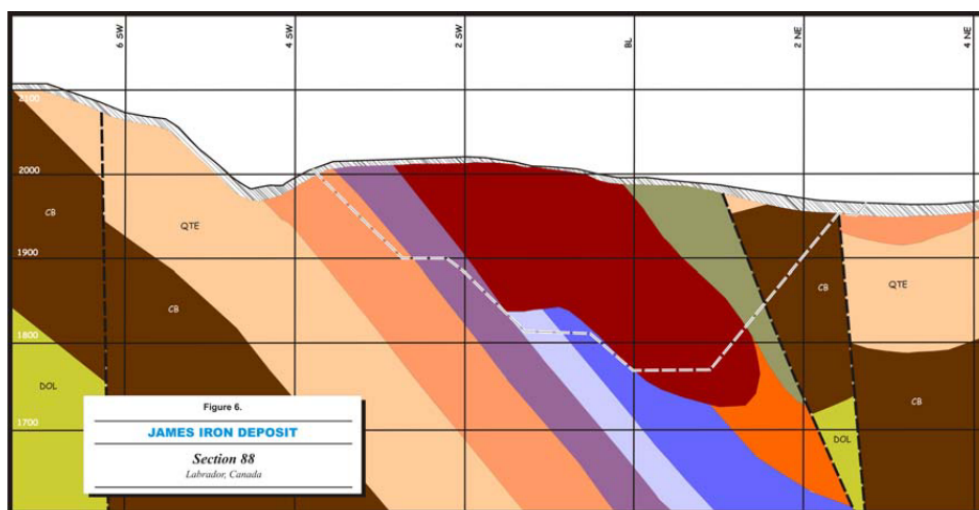 6 SW
4 SW
2 SW
BL
2 NE
4 NE
2100
2000
1900
1800
1700
CB
QTE
CB
DOL
CB
QTE
CB
DOL
Figure 6.
JAMES IRON DEPOSIT
Section 88
Labrador, Canada